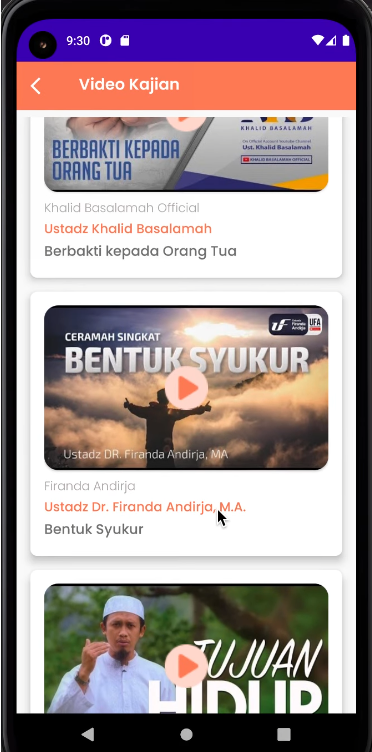 9:30
Video Kajian
KHALID BASALAMAH
Ust. Khalid Basalamah
KHALID BASALAMAH OFFICIAL
BERBAKTI KEPADA
ORANG TUA
Khalid Basalamah Official
Ustadz Khalid Basalamah
Berbakti kepada Orang Tua
UFA
CERAMAH SINGKAT
BENTUK SYUKUR
Ustadz DR. Firanda Andirja, MA
Firanda Andirja
Ustadz Dr. Firanda Andirja, M.A.
Bentuk Syukur
TUJUAN
HIDUP